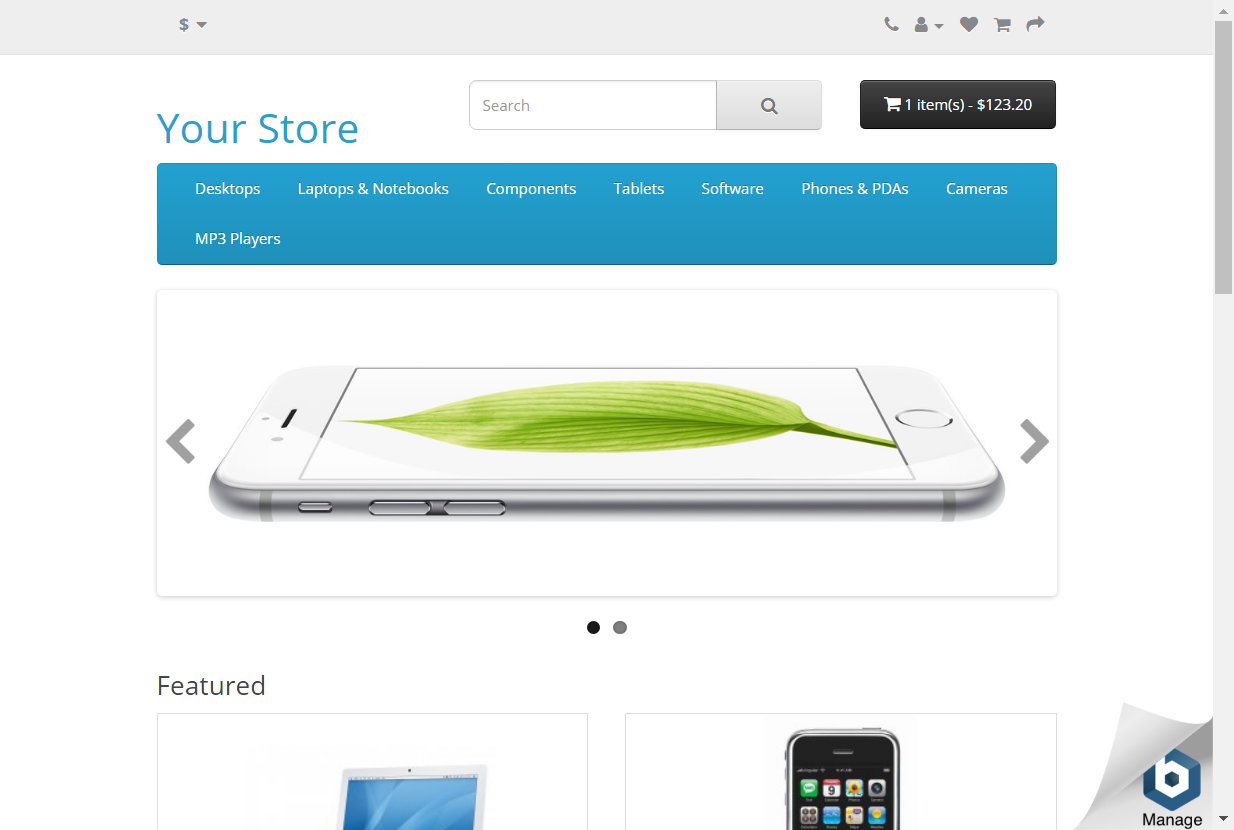 $
Search
1 item(s) - $123.20
Your Store
Desktops
Laptops & Notebooks
Components
Tablets
Software
Phones & PDAs
Cameras
MP3 Players
Featured
9
b
Manage